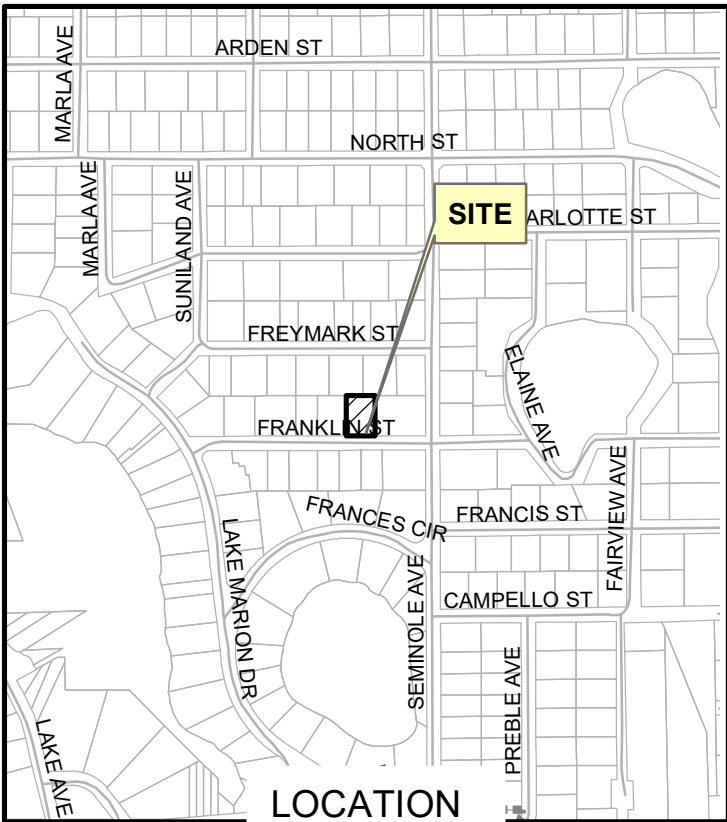 ARDEN ST
MARLA AVE
NORTH ST
MARLA AVE
SUNILAND AVE
SITE
ARLOTTE ST
FREYMARK ST
ELAINE AVE
FRANKLIN ST
FRANCES CIR
FRANCIS ST
FAIRVIEW AVE
LAKE MARION DR
SEMINOLE AVE
CAMPELLO ST
PREBLE AVE
LAKE AVE
LOCATION